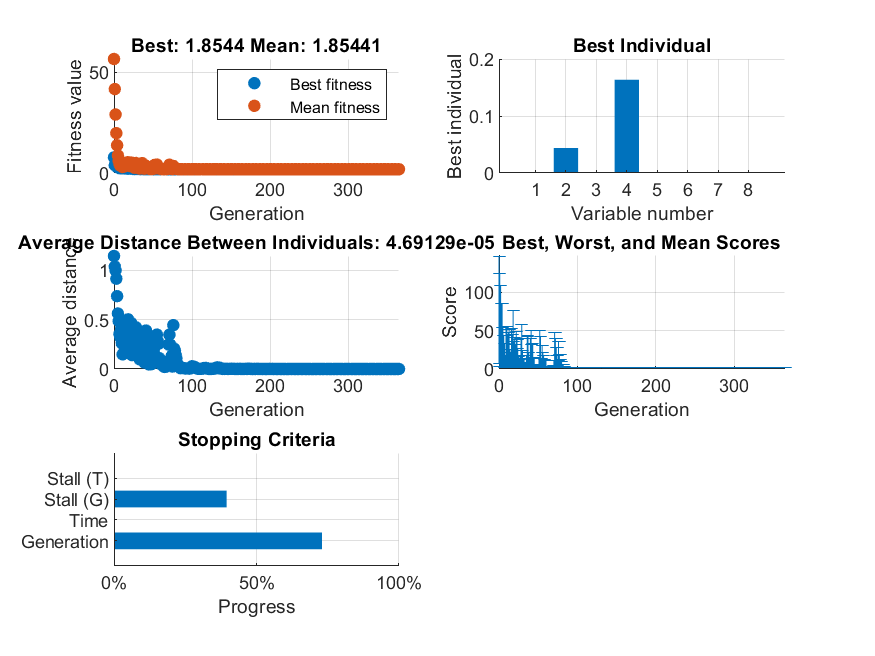 Best: 1.8544 Mean: 1.85441
Fitness value
50
0
Best fitness
Mean fitness
0 100 200 300
Generation
Best Individual
Best individual
0.2
0.1
0
1 2 3 4 5 6 7 8
Variable number
Average Distance Between Individuals: 4.69129e-05
Average distance
1
0.5
0
0 100 200 300
Generation
Best, Worst, and Mean Scores
Score
100
50
0
0 100 200 300
Generation
Stopping Criteria
Stall (T)
Stall (G)
Time
Generation
0% 50% 100%
Progress